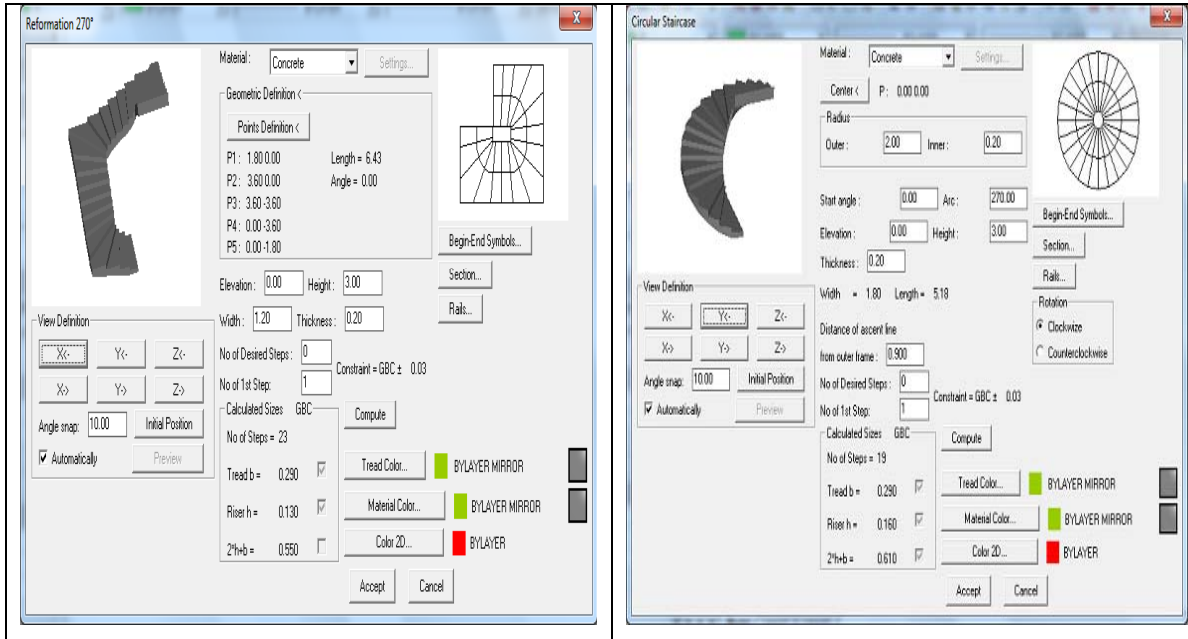 Reformation 270°
Material : Concrete Settings...
Geometric Definition <
Points Definition <
P1 : 1.80 0.00 Length = 6.43
P2 : 3.60 0.00 Angle = 0.00
P3 : 3.60 -3.60
P4 : 0.00 -3.60
P5 : 0.00 -1.80
Begin-End Symbols...
Section...
Rails...
Elevation : 0.00 Height : 3.00
Width : 1.20 Thickness : 0.20
View Definition
X<- Y<- Z<-
X-> Y-> Z->
Angle snap: 10.00 Initial Position
Automatically Preview
No of Desired Steps : 0
No of 1st Step: 1
Constraint = GBC ± 0.03
Calculated Sizes GBC
Compute
No of Steps = 23
Tread b = 0.290
Riser h = 0.130
2*h+b = 0.550
Tread Color... BYLAYER MIRROR
Material Color... BYLAYER MIRROR
Color 2D... BYLAYER
Accept Cancel
Circular Staircase
Material : Concrete Settings...
Center < P : 0.00 0.00
Radius
Outer : 2.00 Inner : 0.20
Start angle : 0.00 Arc : 270.00
Elevation : 0.00 Height : 3.00
Thickness : 0.20
Width = 1.80 Length = 5.18
Begin-End Symbols...
Section...
Rails...
Rotation
Clockwize
Counterclockwise
View Definition
X<- Y<- Z<-
X-> Y-> Z->
Angle snap: 10.00 Initial Position
Automatically Preview
Distance of ascent line
from outer frame : 0.900
No of Desired Steps : 0
No of 1st Step: 1
Constraint = GBC ± 0.03
Calculated Sizes GBC
Compute
No of Steps = 19
Tread b = 0.290
Riser h = 0.160
2*h+b = 0.610
Tread Color... BYLAYER MIRROR
Material Color... BYLAYER MIRROR
Color 2D... BYLAYER
Accept Cancel